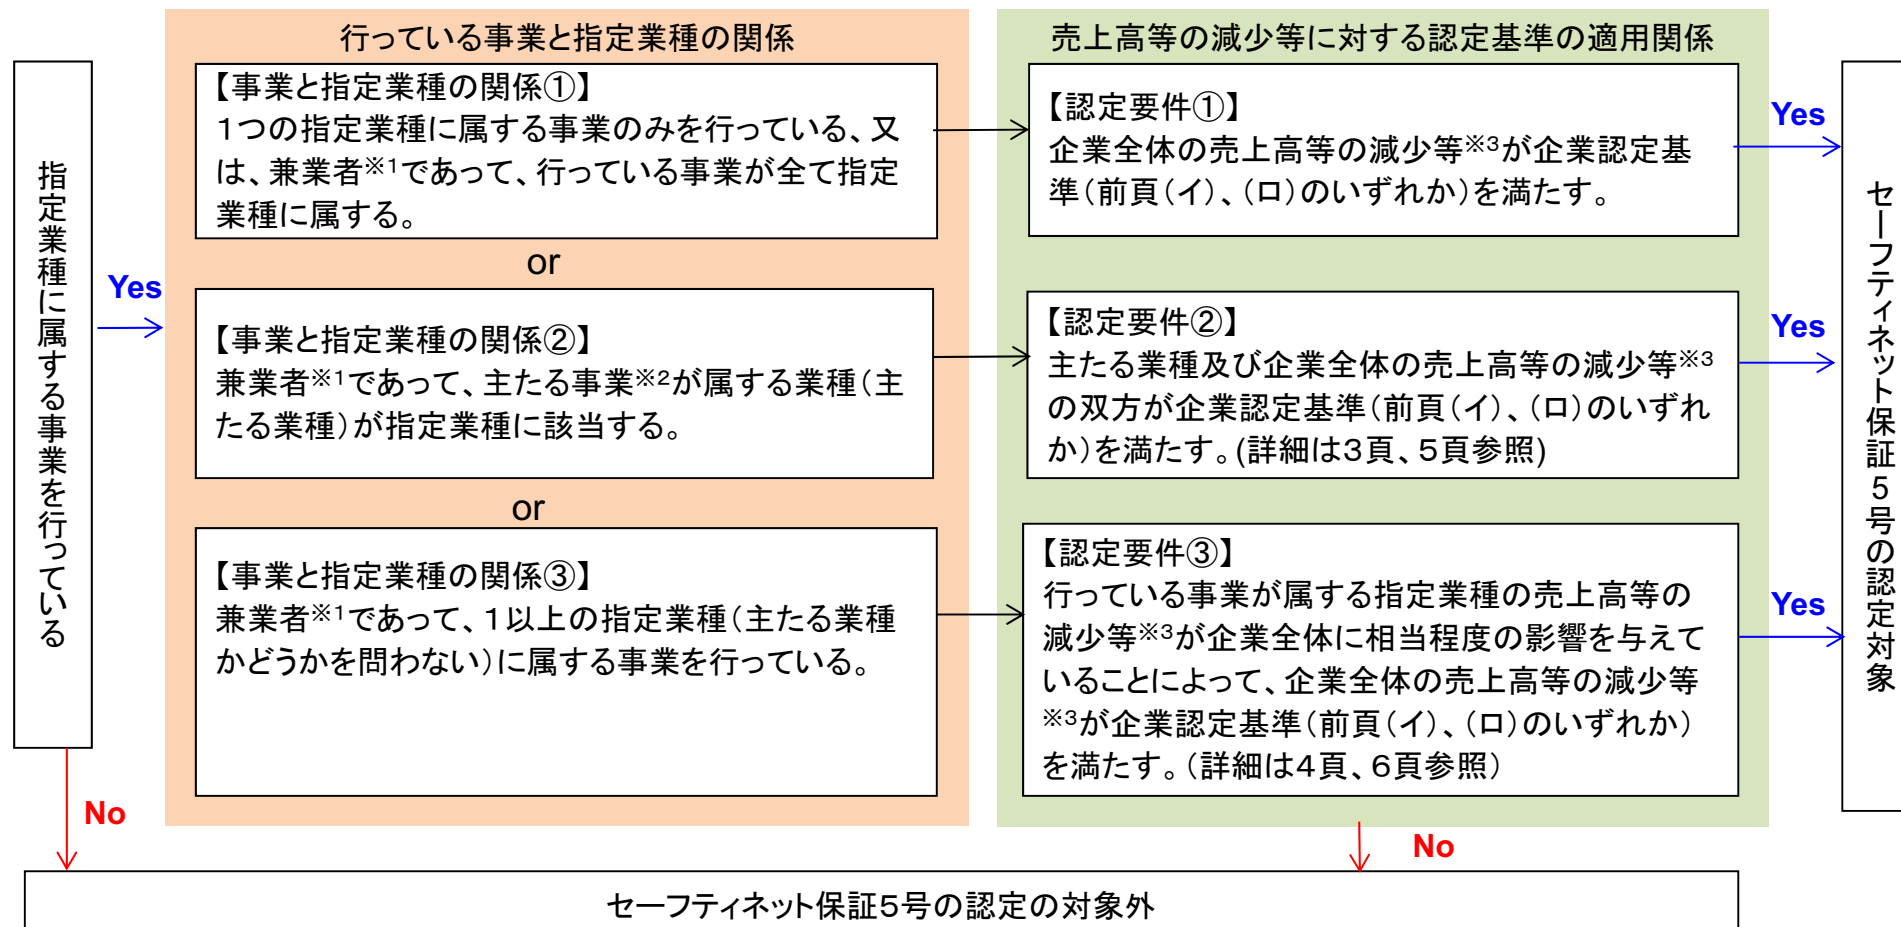 指定業種に属する事業を行っている
Yes
No
行っている事業と指定業種の関係
【事業と指定業種の関係①】
１つの指定業種に属する事業のみを行っている、又
は、兼業者※1であって、行っている事業が全て指定
業種に属する。
or
【事業と指定業種の関係②】
兼業者※1であって、主たる事業※2が属する業種（主
たる業種）が指定業種に該当する。
or
【事業と指定業種の関係③】
兼業者※1であって、１以上の指定業種（主たる業種
かどうかを問わない）に属する事業を行っている。
売上高等の減少等に対する認定基準の適用関係
【認定要件①】
企業全体の売上高等の減少等※3が企業認定基
準（前頁（イ）、（ロ）のいずれか）を満たす。
Yes
【認定要件②】
主たる業種及び企業全体の売上高等の減少等※3
の双方が企業認定基準（前頁（イ）、（ロ）のいずれ
か）を満たす。(詳細は３頁、５頁参照)
Yes
【認定要件③】
行っている事業が属する指定業種の売上高等の
減少等※3が企業全体に相当程度の影響を与えて
いることによって、企業全体の売上高等の減少等
※3が企業認定基準（前頁（イ）、（ロ）のいずれか）
を満たす。（詳細は４頁、６頁参照）
Yes
No
セーフティネット保証５号の認定対象
セーフティネット保証５号の認定の対象外